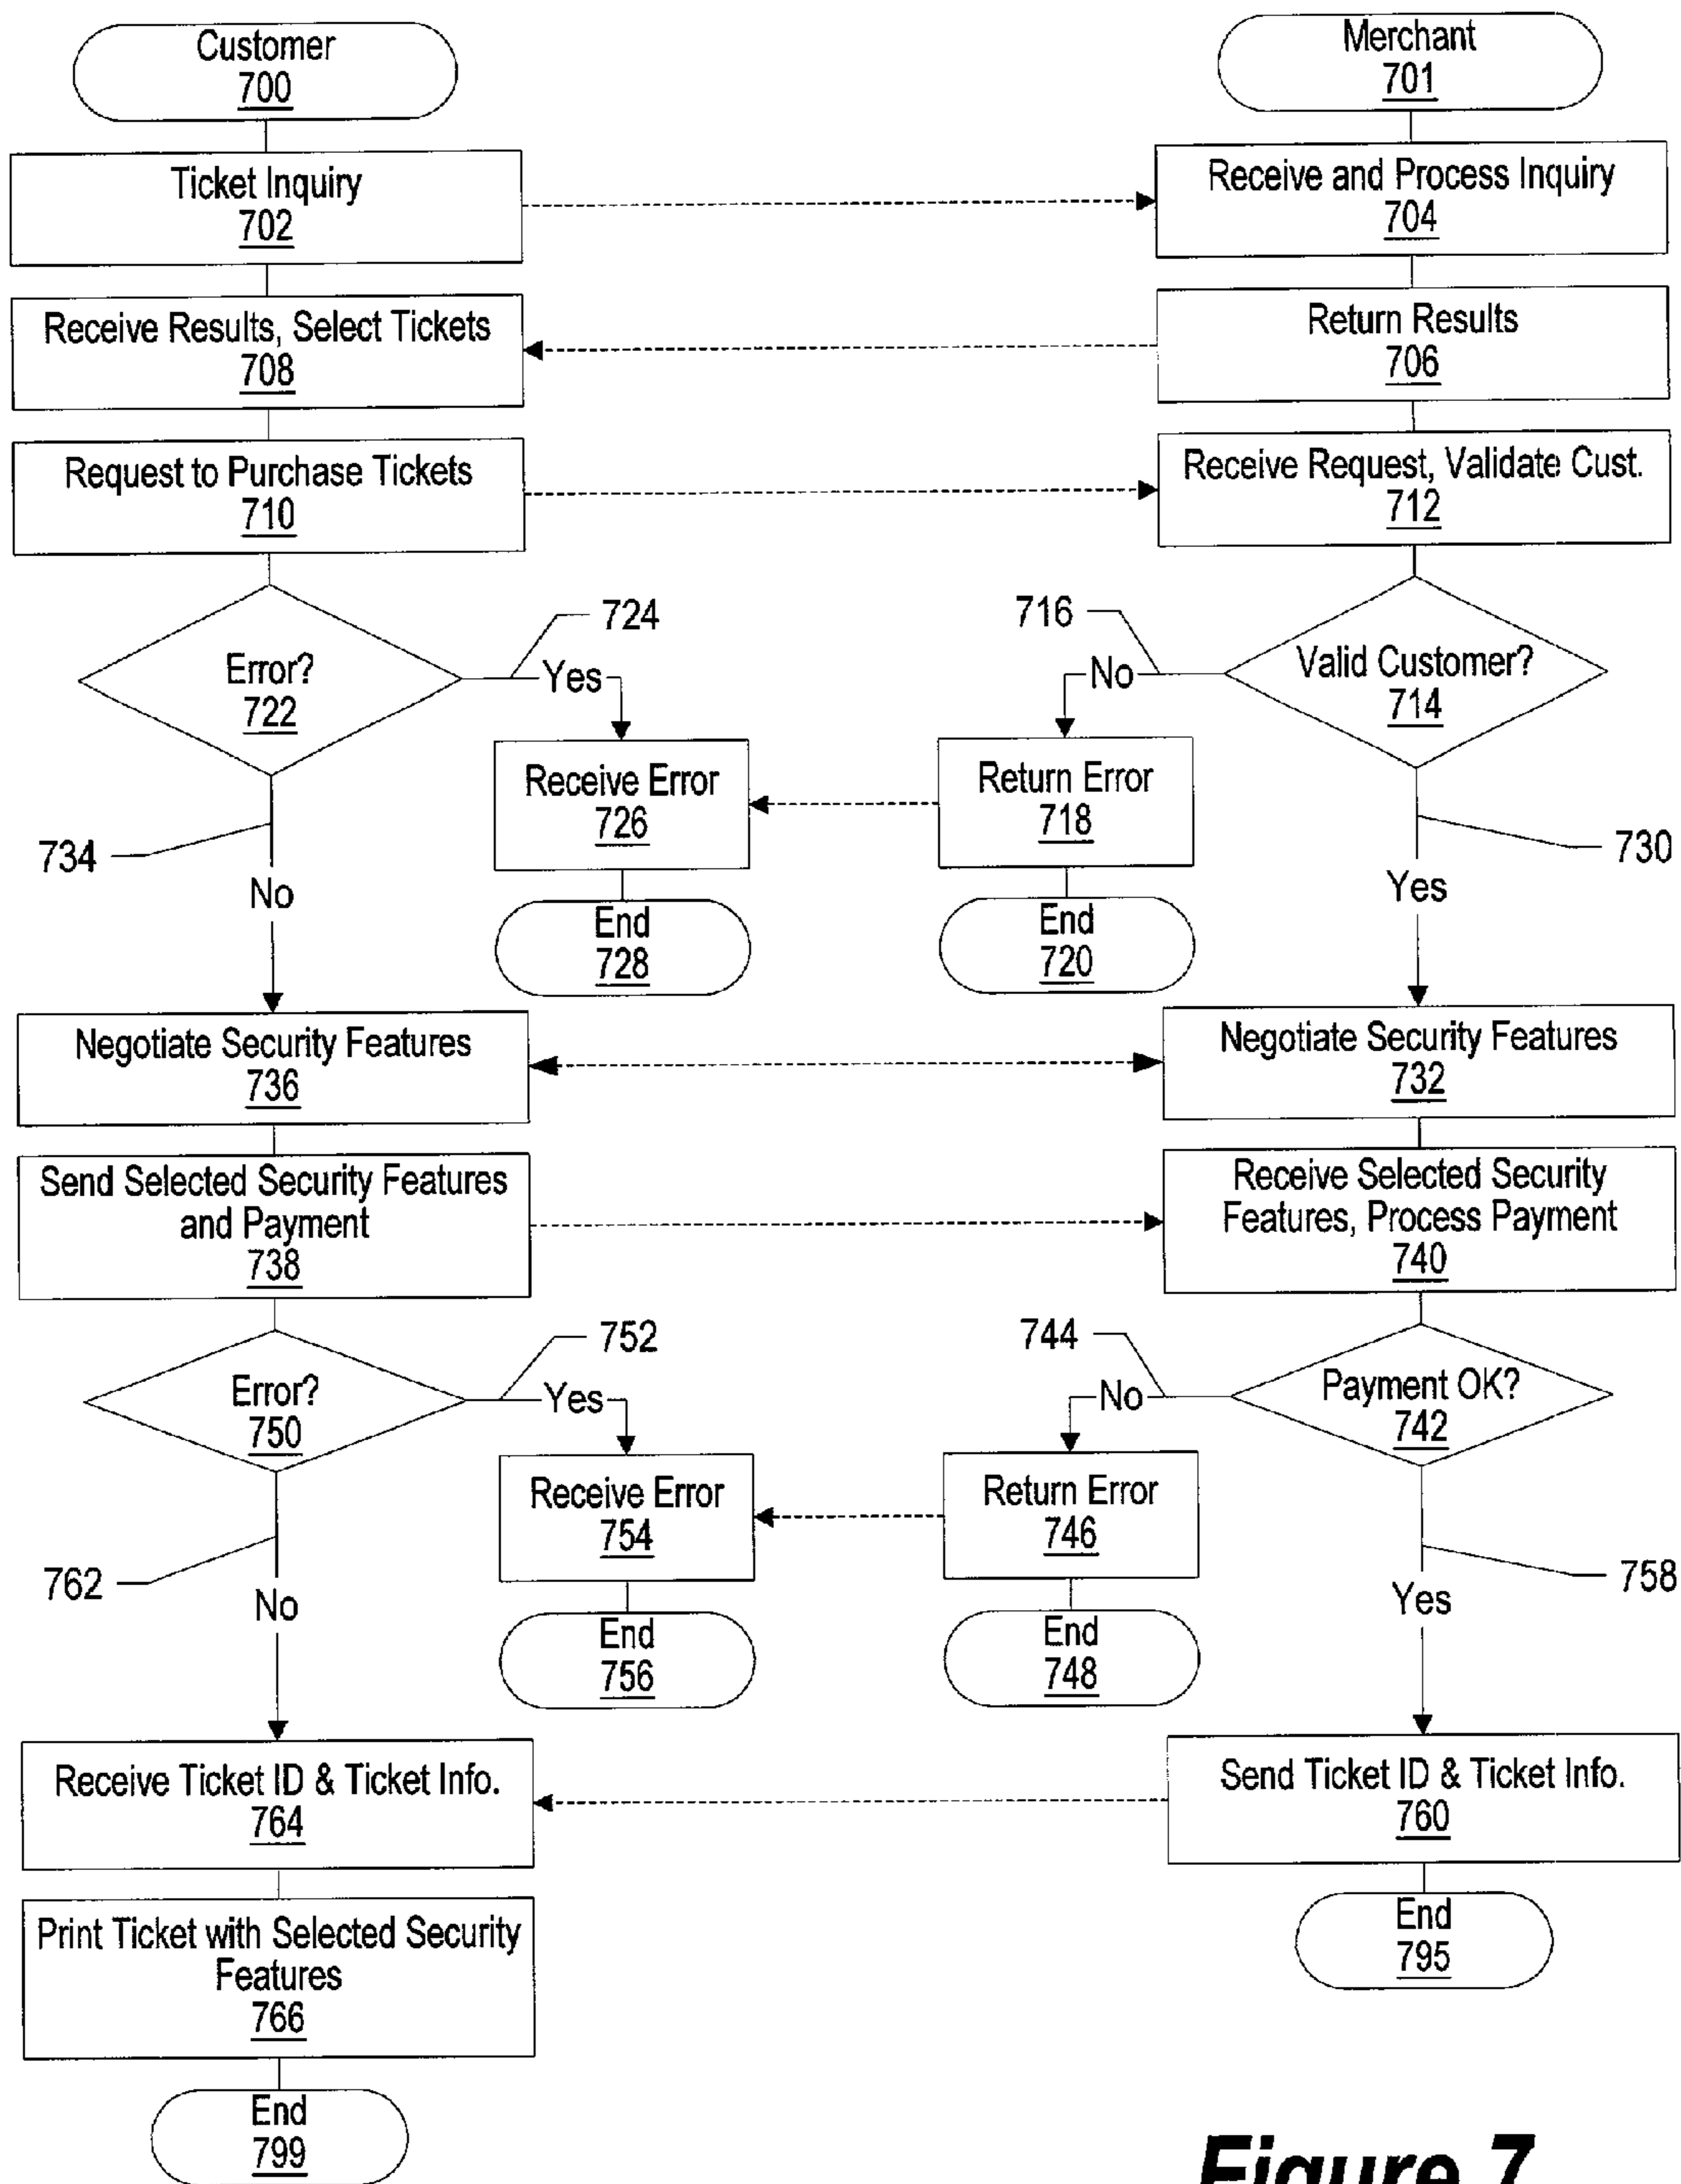 Customer
700
Merchant
701
Ticket Inquiry
702
Receive and Process Inquiry
704
Receive Results, Select Tickets
708
Return Results
706
Request to Purchase Tickets
710
Receive Request, Validate Cust.
712
Error?
722
724
Yes
716
No
Valid Customer?
714
Receive Error
726
Return Error
718
734
No
730
Yes
End
728
End
720
Negotiate Security Features
736
Negotiate Security Features
732
Send Selected Security Features
and Payment
738
Receive Selected Security
Features, Process Payment
740
Error?
750
752
Yes
744
No
Payment OK?
742
Receive Error
754
Return Error
746
762
No
758
Yes
End
756
End
748
Receive Ticket ID & Ticket Info.
764
Send Ticket ID & Ticket Info.
760
Print Ticket with Selected Security
Features
766
End
795
End
799
Figure 7